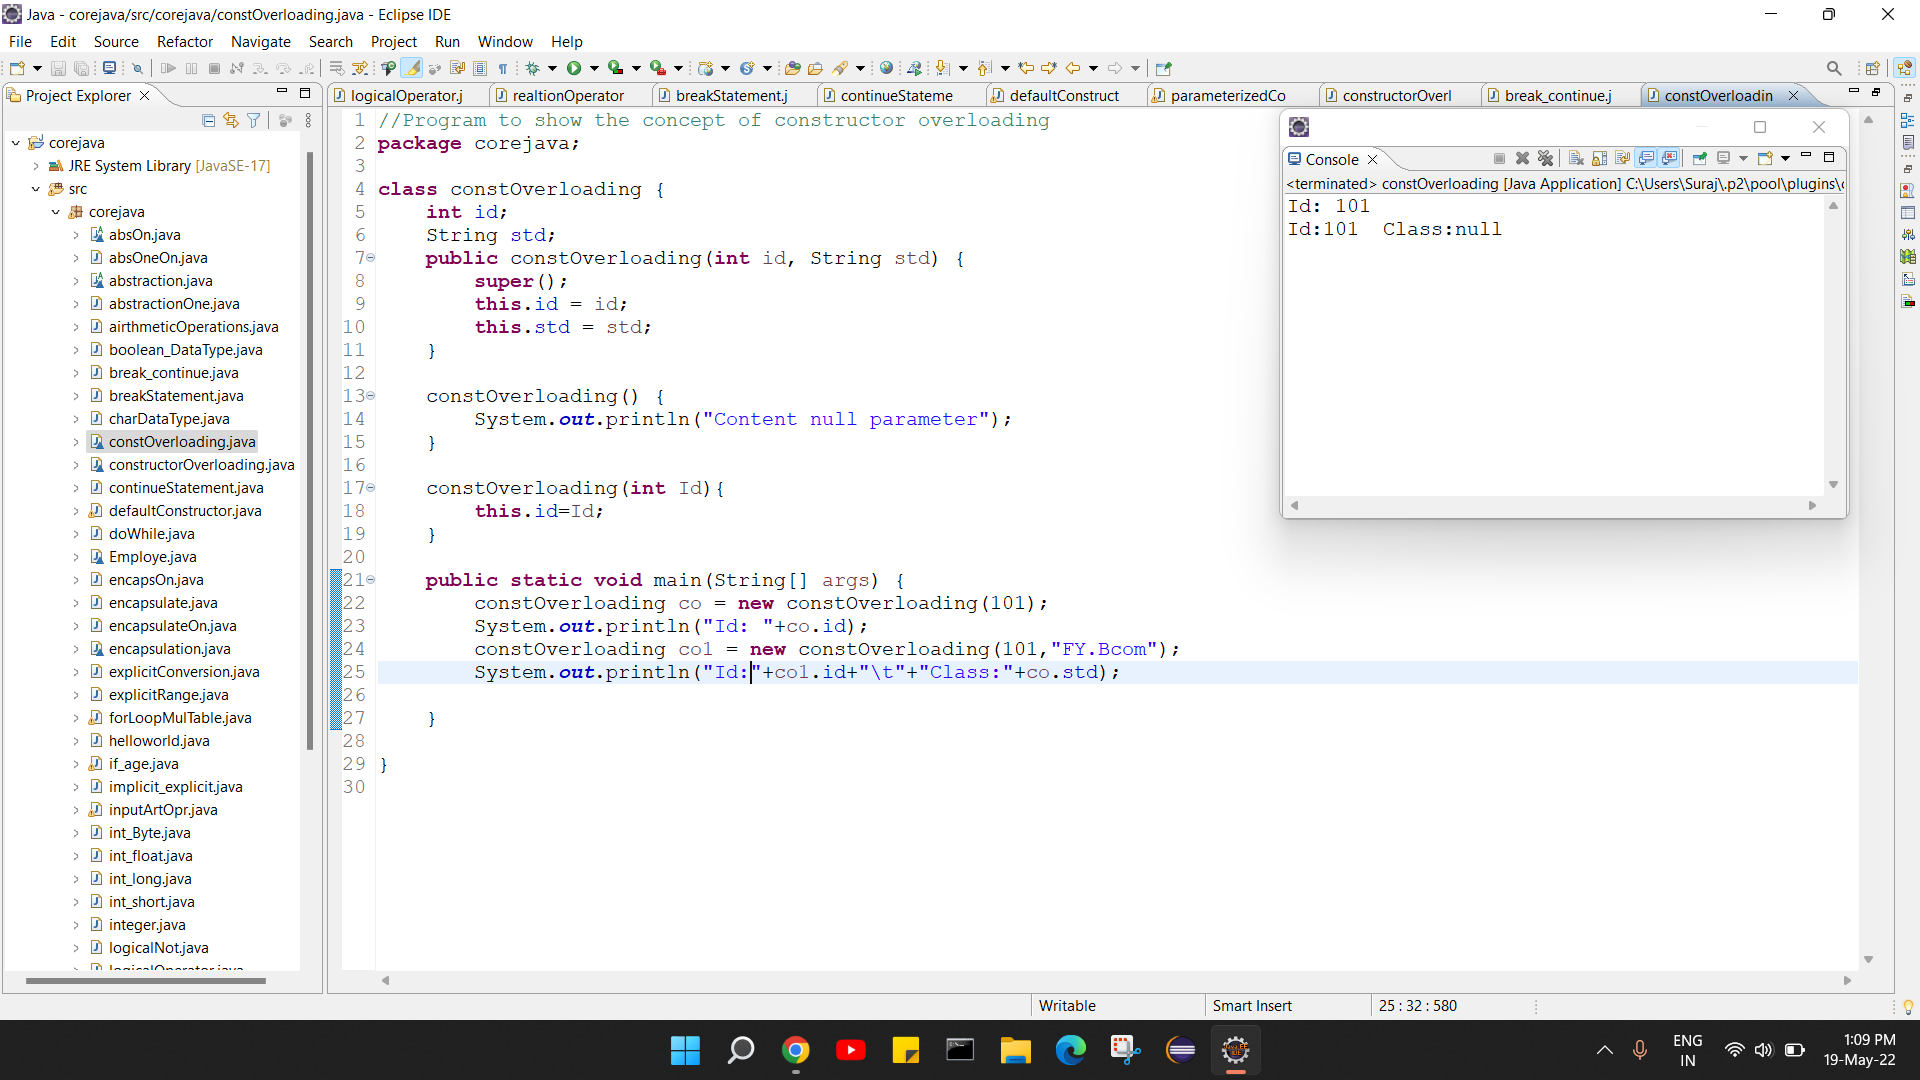 Java - corejava/src/corejava/constOverloading.java - Eclipse IDE
File Edit Source Refactor Navigate Search Project Run Window Help
Project Explorer
logicalOperator.j realtionOperator breakStatement.j continueStateme defaultConstruct parameterizedCo constructorOverl break_continue.j constOverloadin
corejava
JRE System Library [JavaSE-17]
src
corejava
absOn.java
absOneOn.java
abstraction.java
abstractionOne.java
airthmeticOperations.java
boolean_DataType.java
break_continue.java
breakStatement.java
charDataType.java
constOverloading.java
constructorOverloading.java
continueStatement.java
defaultConstructor.java
doWhile.java
Employe.java
encapsOn.java
encapsulate.java
encapsulateOn.java
encapsulation.java
explicitConversion.java
explicitRange.java
forLoopMulTable.java
helloworld.java
if_age.java
implicit_explicit.java
inputArtOpr.java
int_Byte.java
int_float.java
int_long.java
int_short.java
integer.java
logicalNot.java
logicalOperator.java
1 //Program to show the concept of constructor overloading
2 package corejava;
3
4 class constOverloading {
5 int id;
6 String std;
7 public constOverloading(int id, String std) {
8 super();
9 this.id = id;
10 this.std = std;
11 }
12
13 constOverloading() {
14 System.out.println("Content null parameter");
15 }
16
17 constOverloading(int Id){
18 this.id=Id;
19 }
20
21 public static void main(String[] args) {
22 constOverloading co = new constOverloading(101);
23 System.out.println("Id: "+co.id);
24 constOverloading co1 = new constOverloading(101,"FY.Bcom");
25 System.out.println("Id:"+co1.id+"\t"+"Class:"+co.std);
26
27 }
28
29 }
30
Console
<terminated> constOverloading [Java Application] C:\Users\Suraj\.p2\pool\plugins\
Id: 101
Id:101 Class:null
Writable Smart Insert 25 : 32 : 580
ENG
IN
1:09 PM
19-May-22